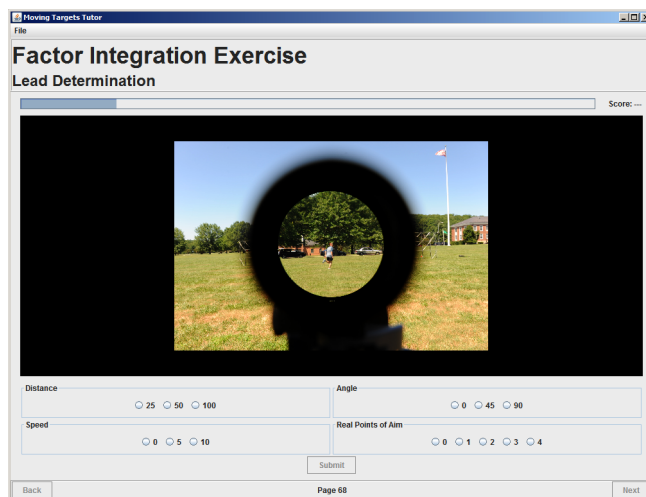 Moving Targets Tutor
File
Factor Integration Exercise
Lead Determination
Score: ---
Distance
25 50 100
Angle
0 45 90
Speed
0 5 10
Real Points of Aim
0 1 2 3 4
Submit
Back
Page 68
Next